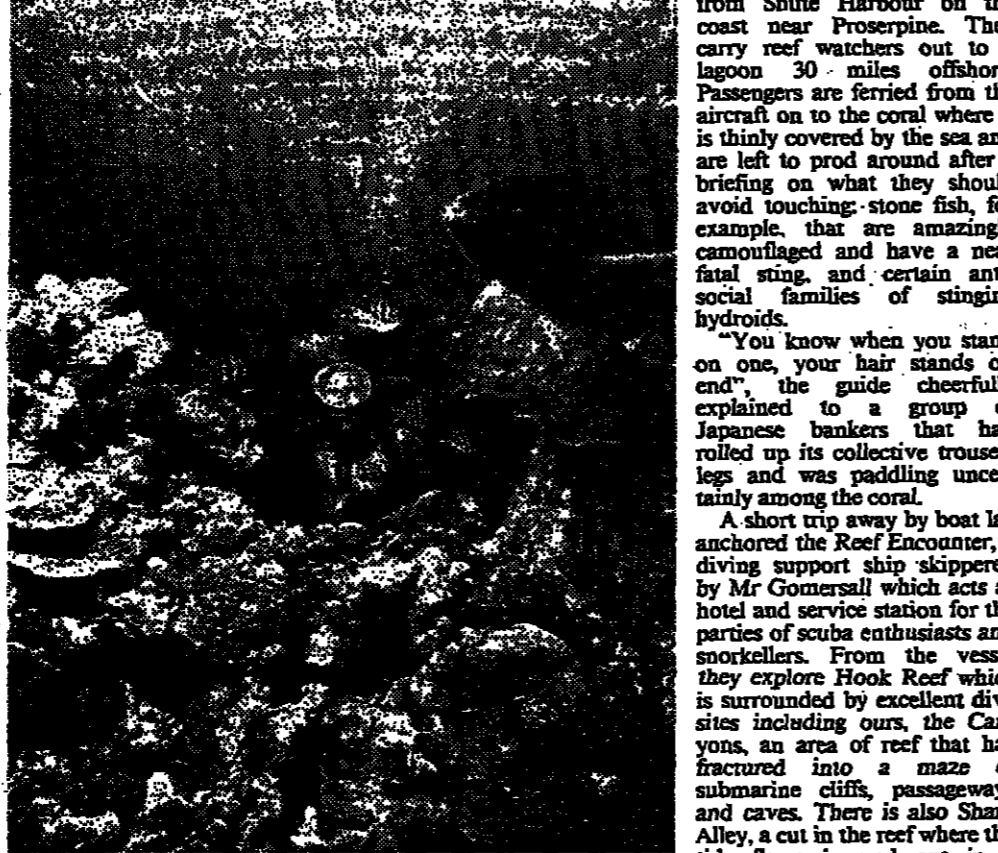 from Shute Harbour on th
coast near Proserpine. The
carry reef watchers out to
lagoon 30 miles offshor
Passengers are ferried from th
aircraft on to the coral where
is thinly covered by the sea an
are left to prod around after
briefing on what they shoul
avoid touching: stone fish, fo
example, that are amazingl
camouflaged and have a nea
fatal sting, and certain anti
social families of stingin
hydroids.
"You know when you stan
on one, your hair stands o
end", the guide cheerfull
explained to a group o
Japanese bankers that ha
rolled up its collective trouse
legs and was paddling uncer
tainly among the coral.
A short trip away by boat la
anchored the Reef Encounter,
diving support ship skippere
by Mr Gomersall which acts a
hotel and service station for th
parties of scuba enthusiasts an
snorkellers. From the vess
they explore Hook Reef whic
is surrounded by excellent div
sites including ours, the Can
yons, an area of reef that ha
fractured into a maze o
submarine cliffs, passageway
and caves. There is also Shar
Alley, a cut in the reef where th